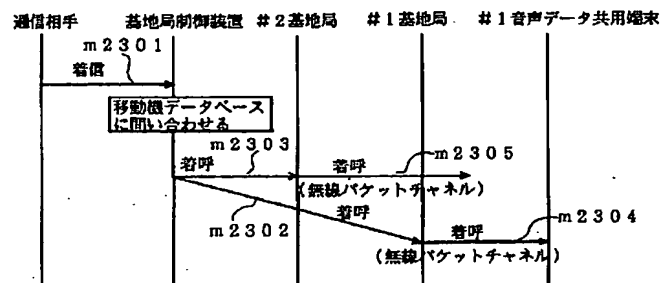 通信相手 基地局制御装置 #2基地局 #1基地局 #1音声データ共用端末
m2301
着信
移動機データベース
に問い合わせる
m2303
着呼 着呼 m2305
(無線パケットチャネル)
着呼
m2302
着呼 m2304
(無線パケットチャネル)